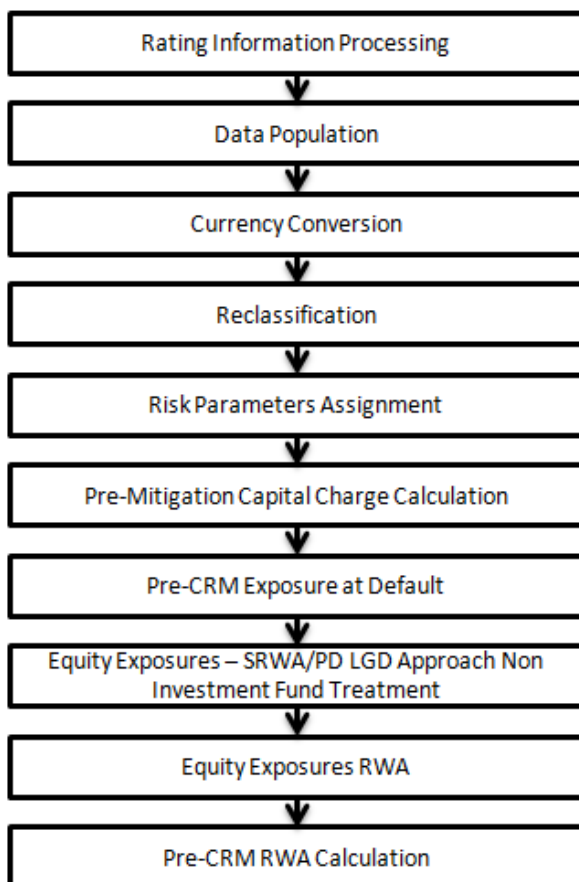 Rating Information Processing
Data Population
Currency Conversion
Reclassification
Risk Parameters Assignment
Pre-Mitigation Capital Charge Calculation
Pre-CRM Exposure at Default
Equity Exposures – SRWA/PD LGD Approach Non
Investment Fund Treatment
Equity Exposures RWA
Pre-CRM RWA Calculation